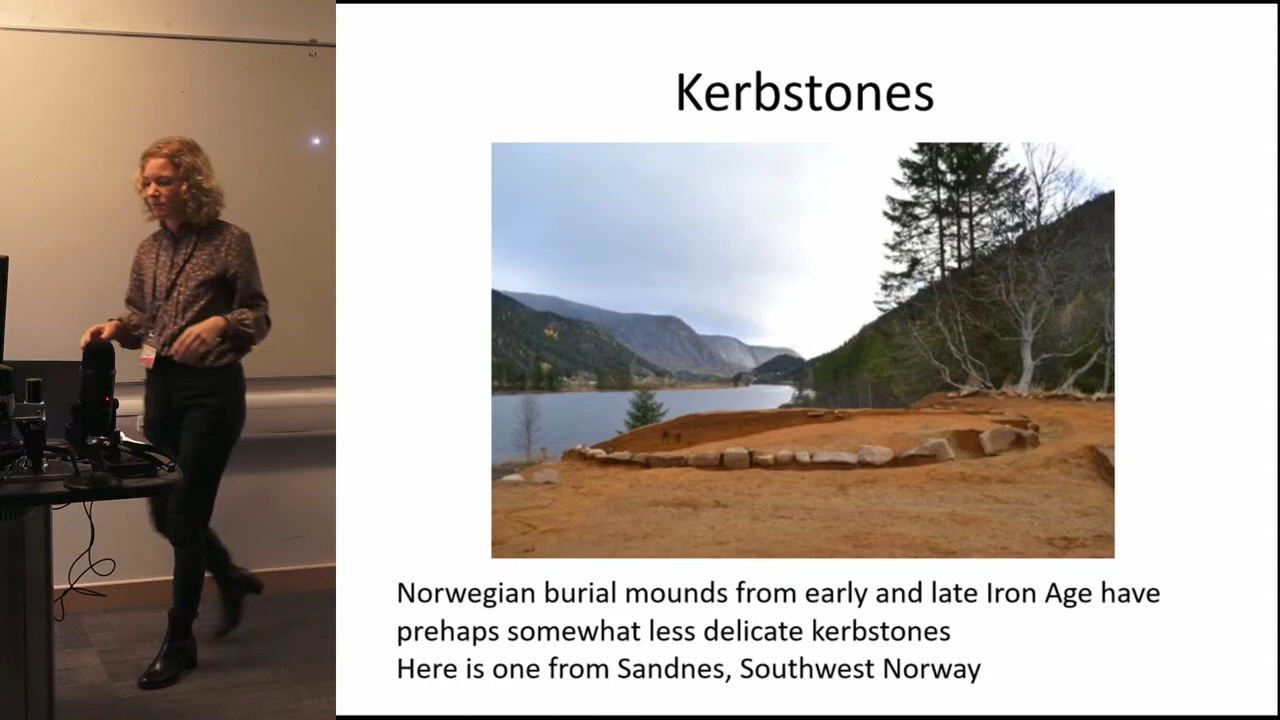 Kerbstones
Norwegian burial mounds from early and late Iron Age have
prehaps somewhat less delicate kerbstones
Here is one from Sandnes, Southwest Norway